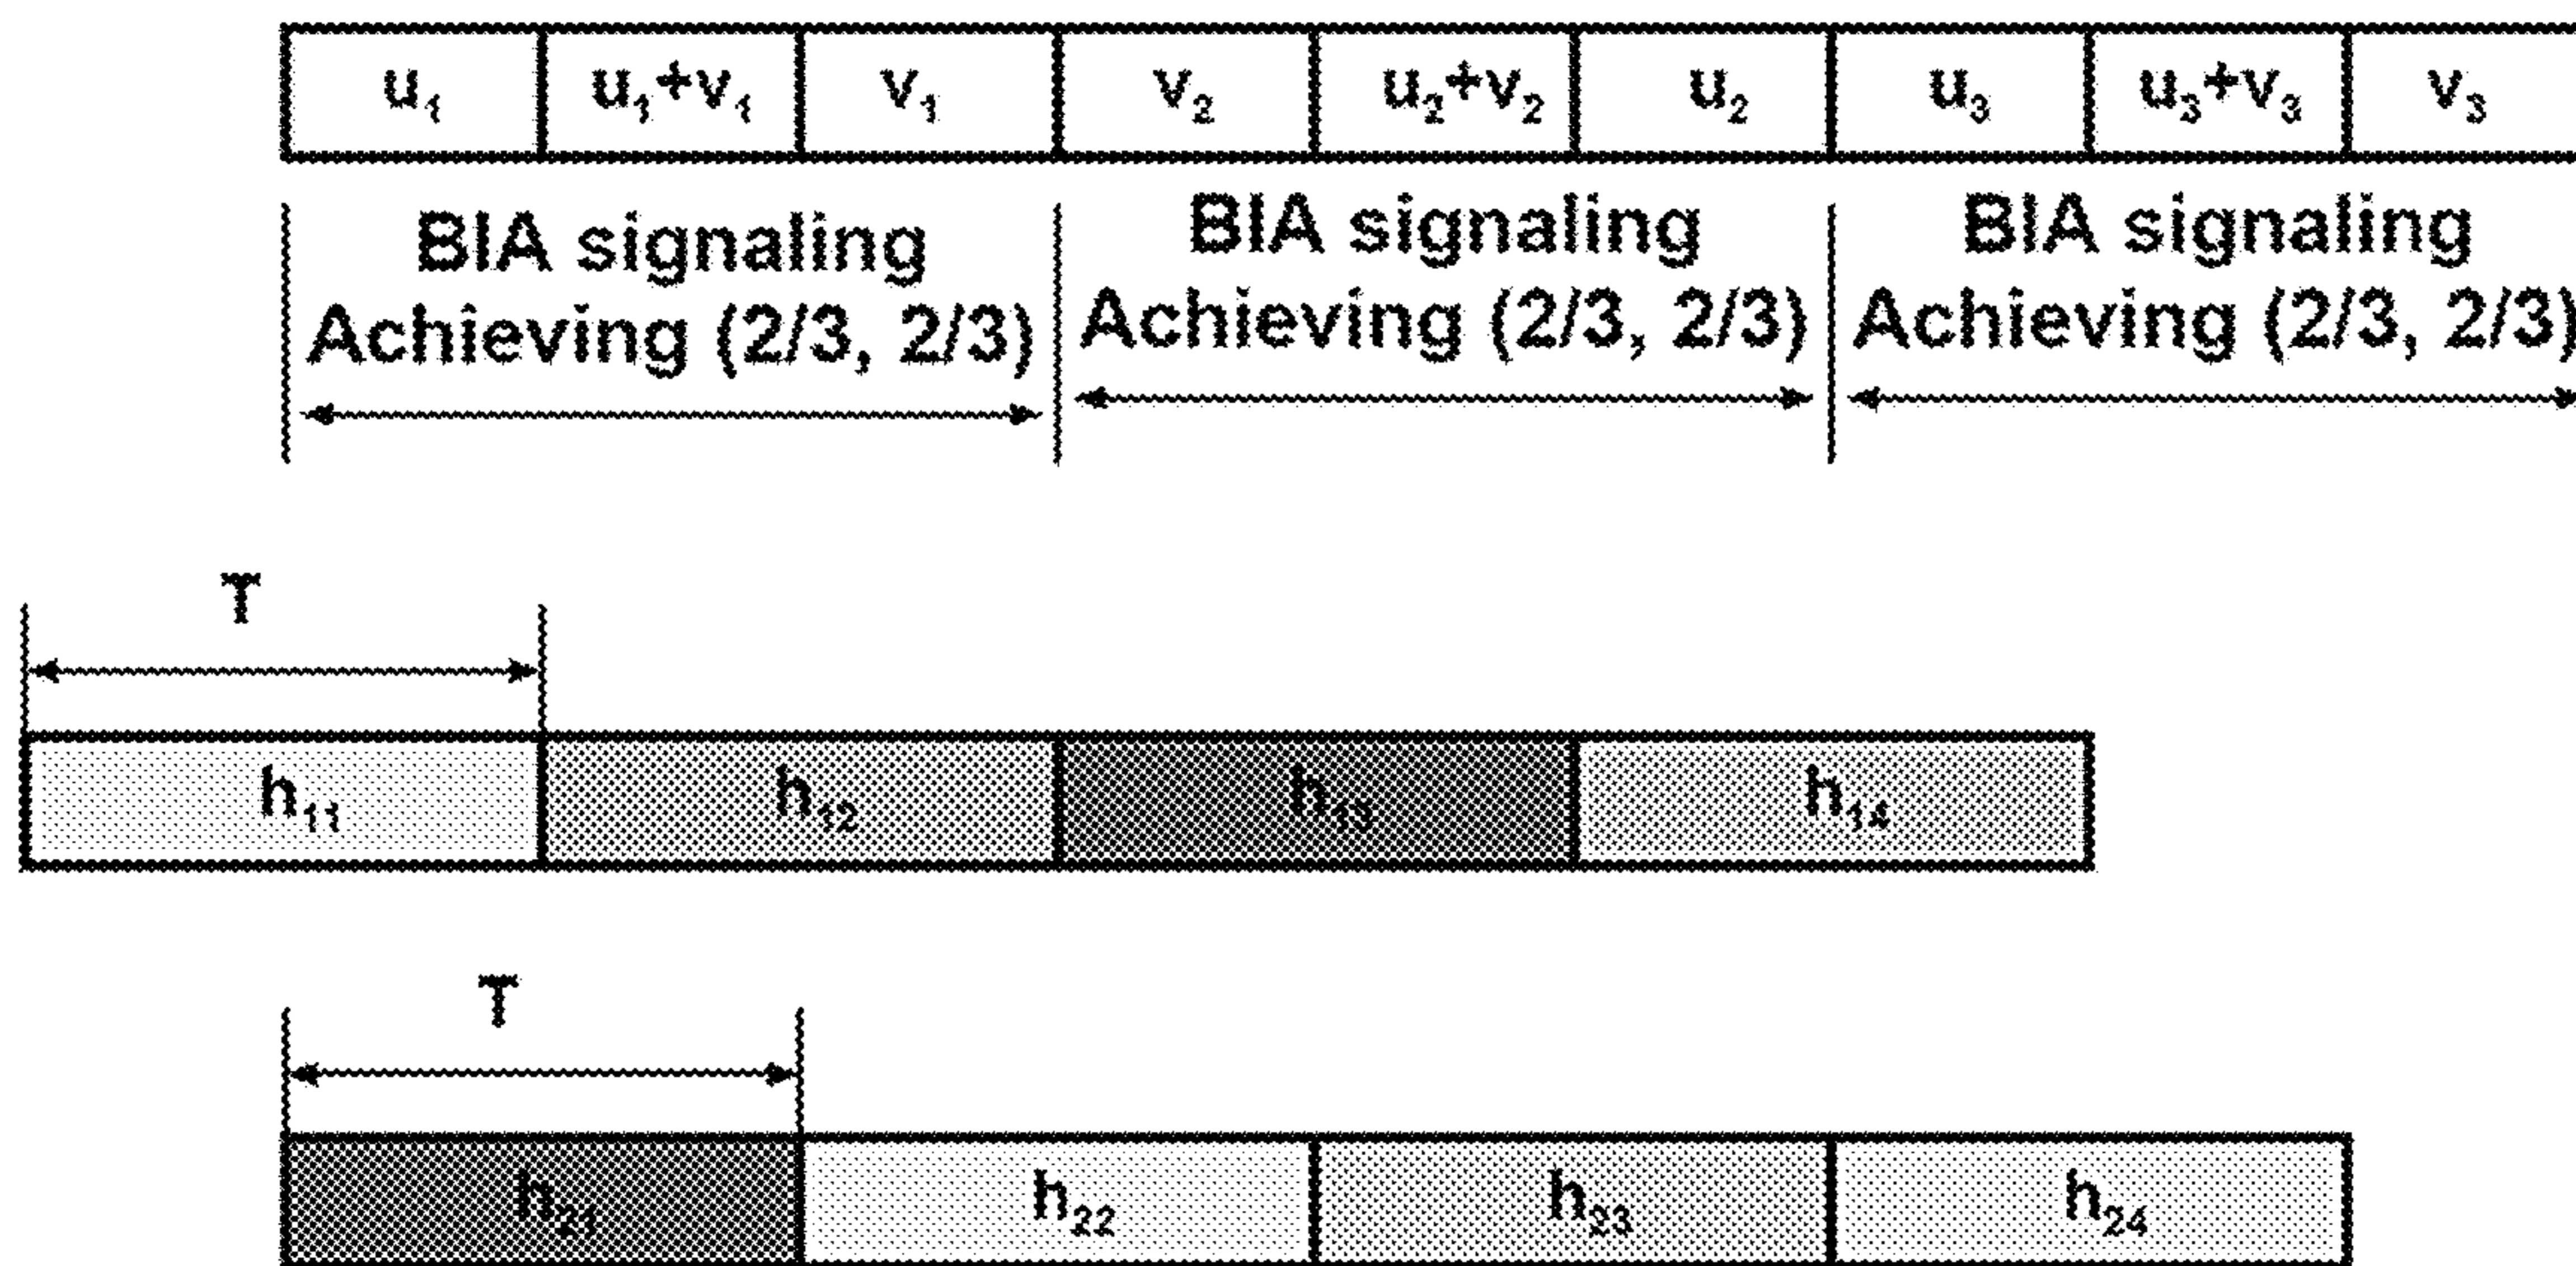 u₁ u₁+v₁ v₁ v₂ u₂+v₂ u₂ u₃ u₃+v₃ v₃
BIA signaling BIA signaling BIA signaling
Achieving (2/3, 2/3) Achieving (2/3, 2/3) Achieving (2/3, 2/3)
T
h₁₁ h₁₂ h₁₃ h₁₄
T
h₂₁ h₂₂ h₂₃ h₂₄